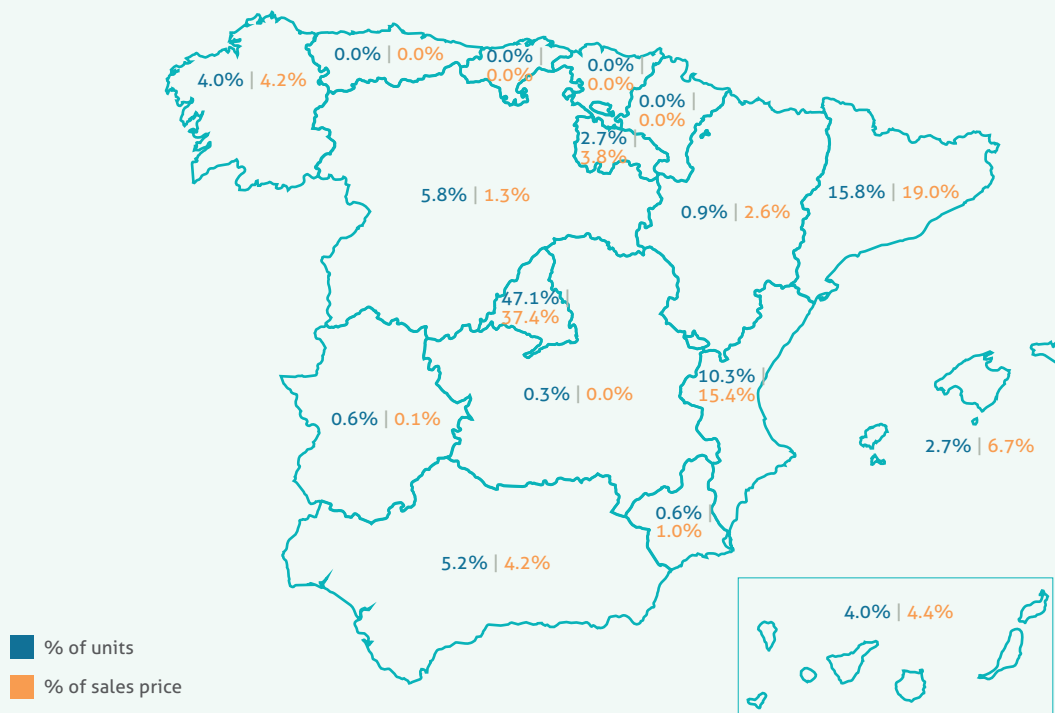 0.0% | 0.0%
0.0% |
0.0%
0.0% |
0.0%
4.0% | 4.2%
0.0% |
0.0%
2.7% |
3.8%
5.8% | 1.3%
0.9% | 2.6%
15.8% | 19.0%
47.1% |
37.4%
10.3% |
15.4%
0.3% | 0.0%
0.6% | 0.1%
2.7% | 6.7%
0.6% |
1.0%
5.2% | 4.2%
4.0% | 4.4%
% of units
% of sales price